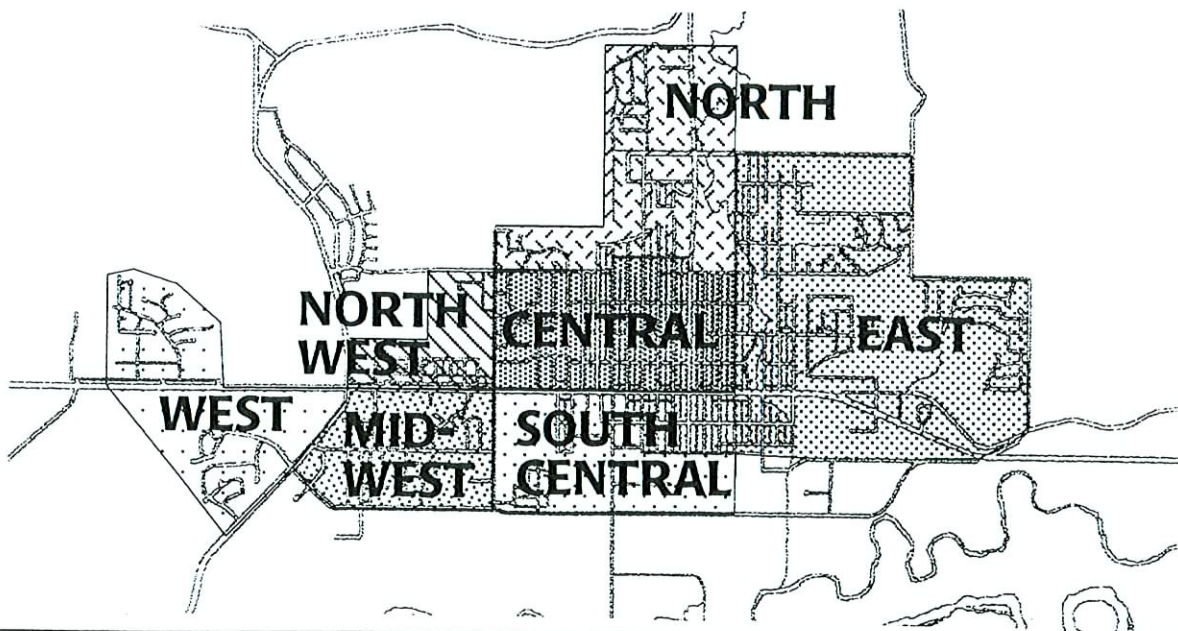 NORTH
NORTH
WEST
CENTRAL
EAST
WEST
MID-
WEST
SOUTH
CENTRAL